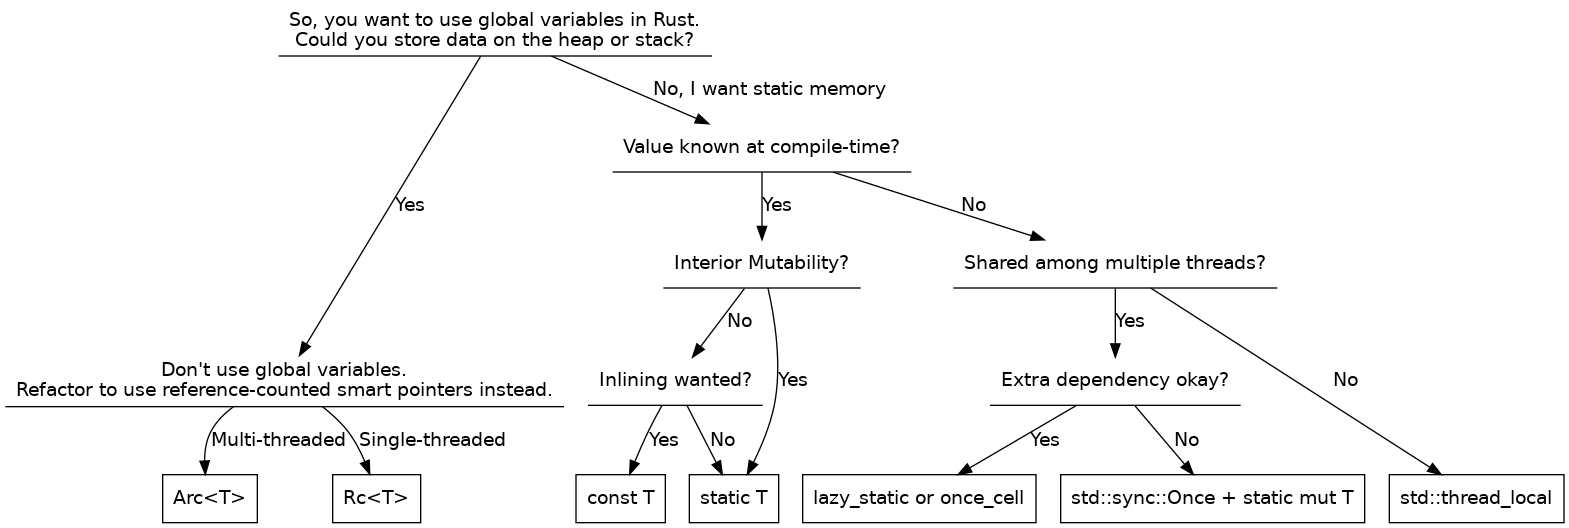 So, you want to use global variables in Rust.
Could you store data on the heap or stack?
No, I want static memory
Value known at compile-time?
Yes
Yes
No
Interior Mutability?
Shared among multiple threads?
No
Yes
Don't use global variables.
Refactor to use reference-counted smart pointers instead.
Inlining wanted?
Yes
Extra dependency okay?
No
Multi-threaded
Single-threaded
Yes
No
Yes
No
Arc<T>
Rc<T>
const T
static T
lazy_static or once_cell
std::sync::Once + static mut T
std::thread_local